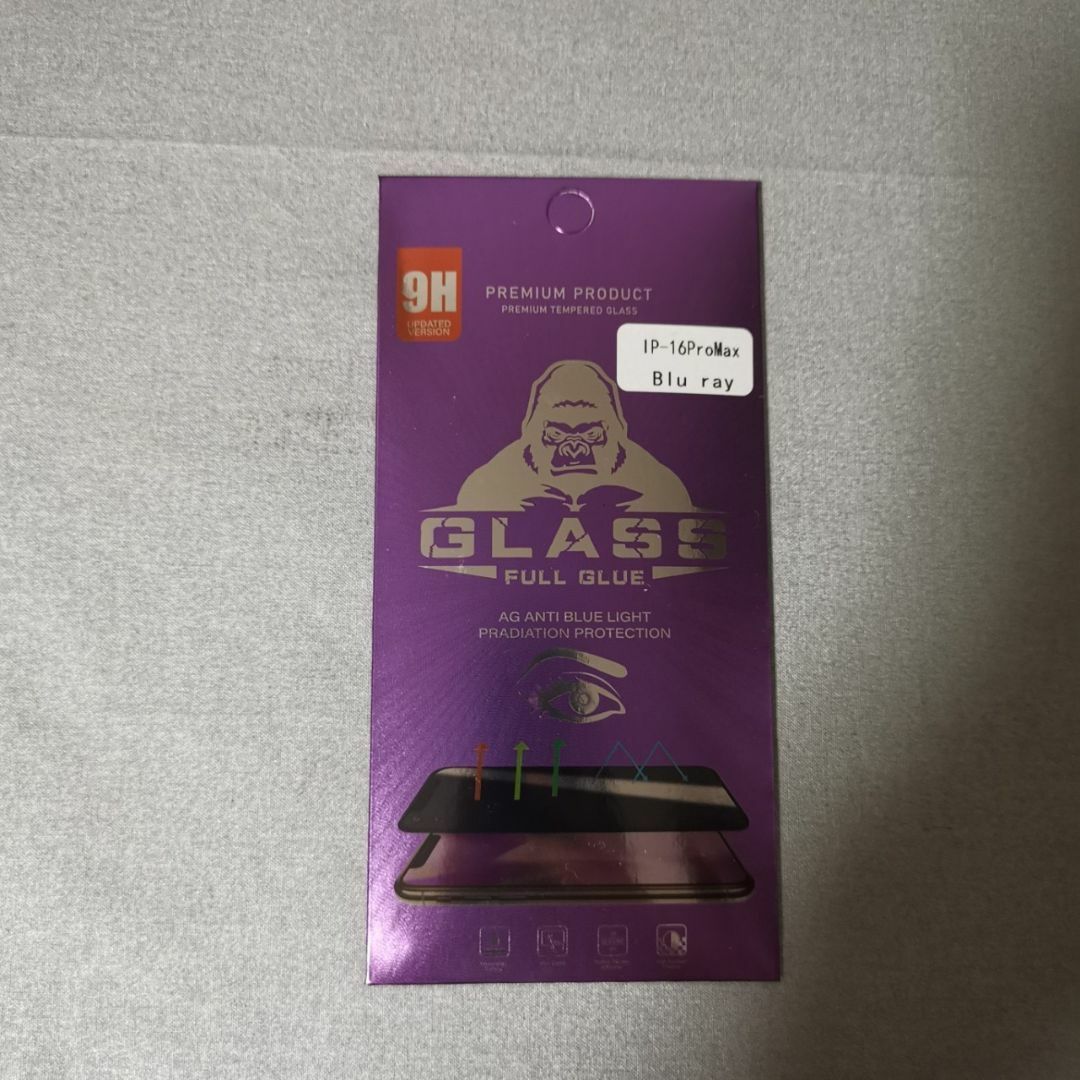 9H
UPDATED
VERSION
PREMIUM PRODUCT
PREMIUM TEMPERED GLASS
IP-16ProMax
Blu ray
GLASS
FULL GLUE
AG ANTI BLUE LIGHT
PRADIATION PROTECTION